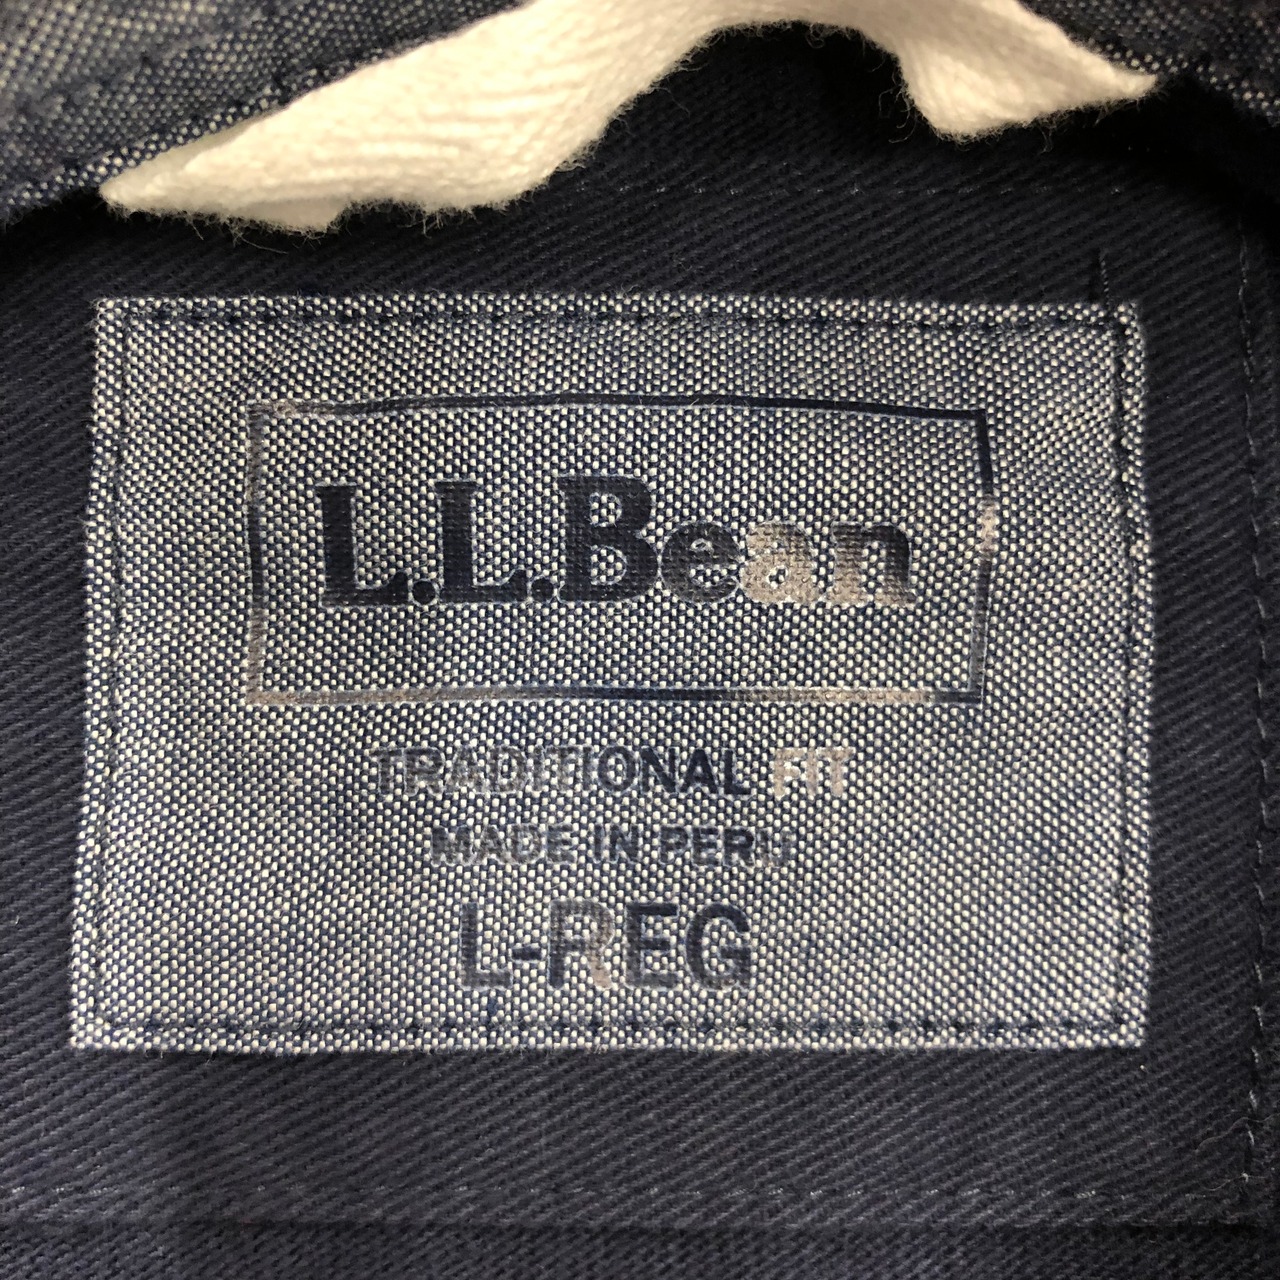 L.L.Bean
TRADITIONAL FIT
MADE IN PERU
L-REG